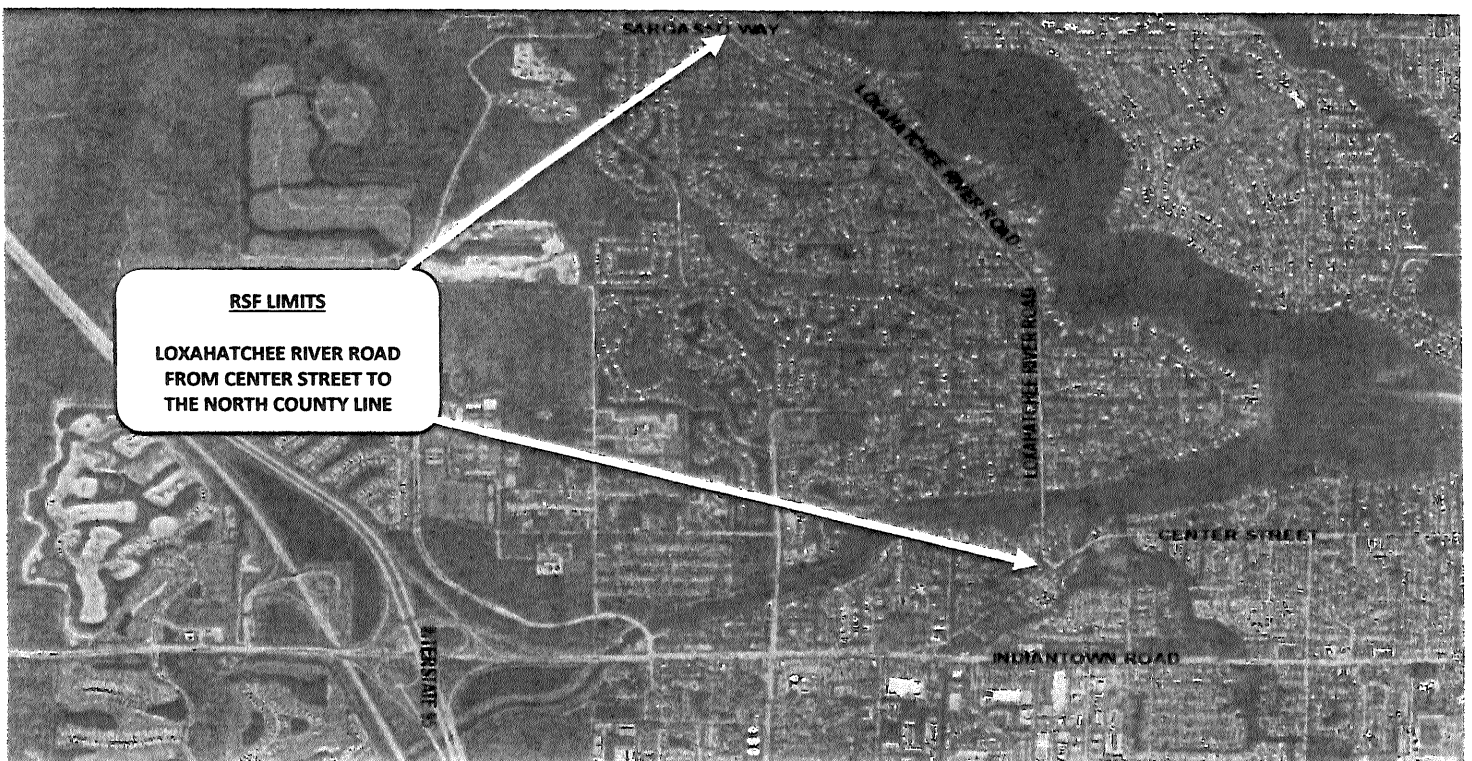 SARGASSO WAY
LOXAHATCHEE RIVER ROAD
RSF LIMITS
LOXAHATCHEE RIVER ROAD
FROM CENTER STREET TO
THE NORTH COUNTY LINE
LOXAHATCHEE RIVER ROAD
CENTER STREET
INDIANTOWN ROAD
INTERSTATE